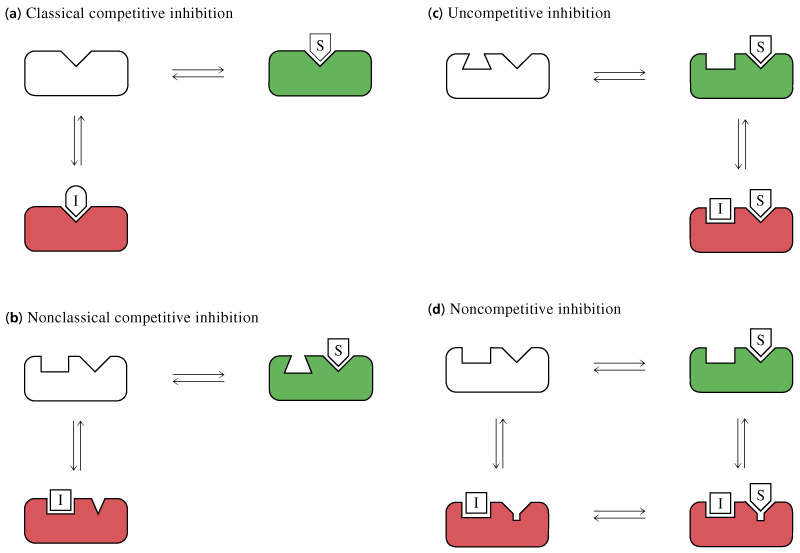 (a) Classical competitive inhibition
S
I
(b) Nonclassical competitive inhibition
S
I
(c) Uncompetitive inhibition
S
I S
(d) Noncompetitive inhibition
S
I
I S